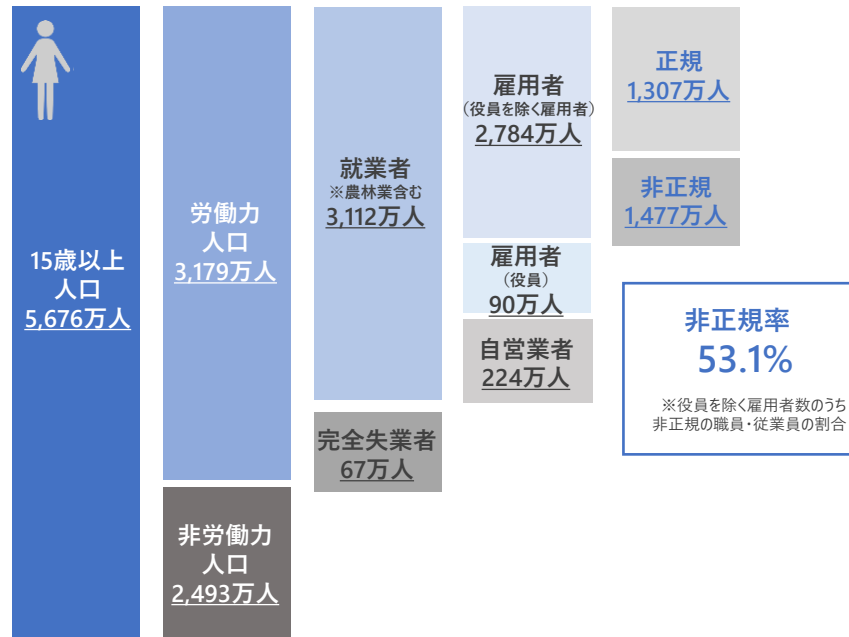 15歳以上
人口
5,676万人
労働力
人口
3,179万人
非労働力
人口
2,493万人
就業者
※農林業含む
3,112万人
完全失業者
67万人
雇用者
（役員を除く雇用者）
2,784万人
雇用者
（役員）
90万人
自営業者
224万人
正規
1,307万人
非正規
1,477万人
非正規率
53.1%
※役員を除く雇用者数のうち
非正規の職員・従業員の割合